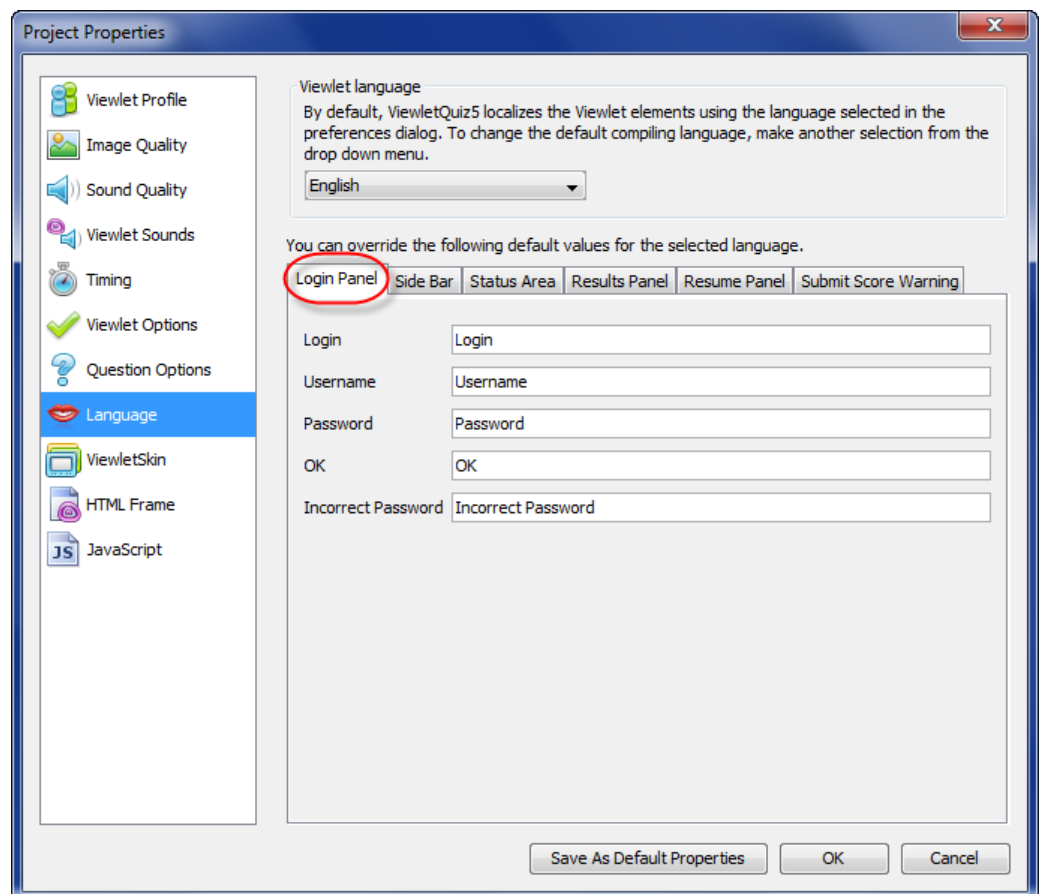 Project Properties
Viewlet Profile
Image Quality
Sound Quality
Viewlet Sounds
Timing
Viewlet Options
Question Options
Language
ViewletSkin
HTML Frame
JS JavaScript
Viewlet language
By default, ViewletQuiz5 localizes the Viewlet elements using the language selected in the
preferences dialog. To change the default compiling language, make another selection from the
drop down menu.
English
You can override the following default values for the selected language.
Login Panel Side Bar Status Area Results Panel Resume Panel Submit Score Warning
Login Login
Username Username
Password Password
OK OK
Incorrect Password Incorrect Password
Save As Default Properties OK Cancel